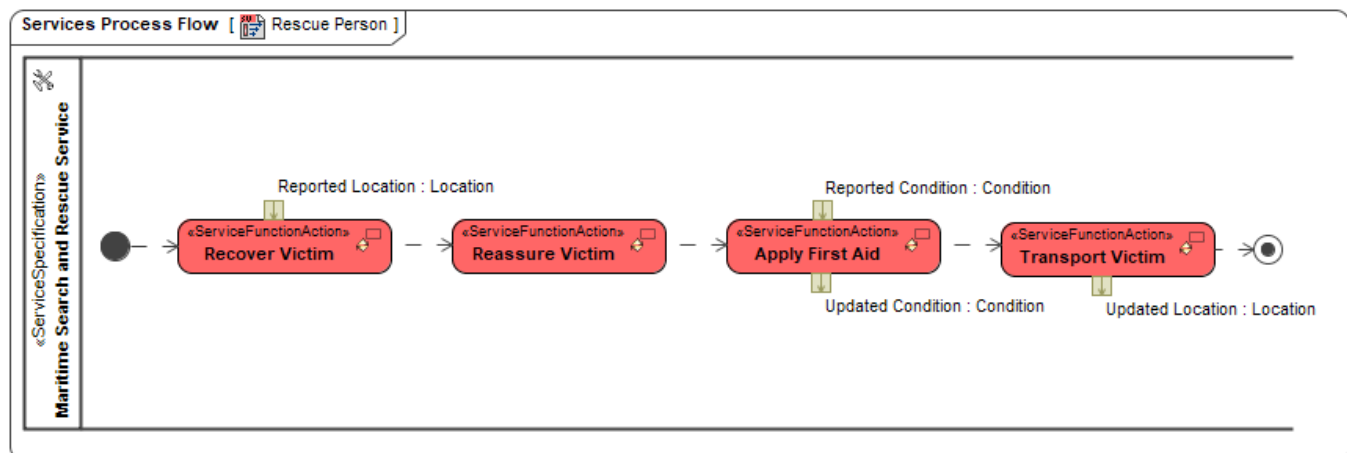 Services Process Flow [ Rescue Person ]
«ServiceSpecification»
Maritime Search and Rescue Service
Reported Location : Location
«ServiceFunctionAction»
Recover Victim
«ServiceFunctionAction»
Reassure Victim
Reported Condition : Condition
«ServiceFunctionAction»
Apply First Aid
Updated Condition : Condition
«ServiceFunctionAction»
Transport Victim
Updated Location : Location